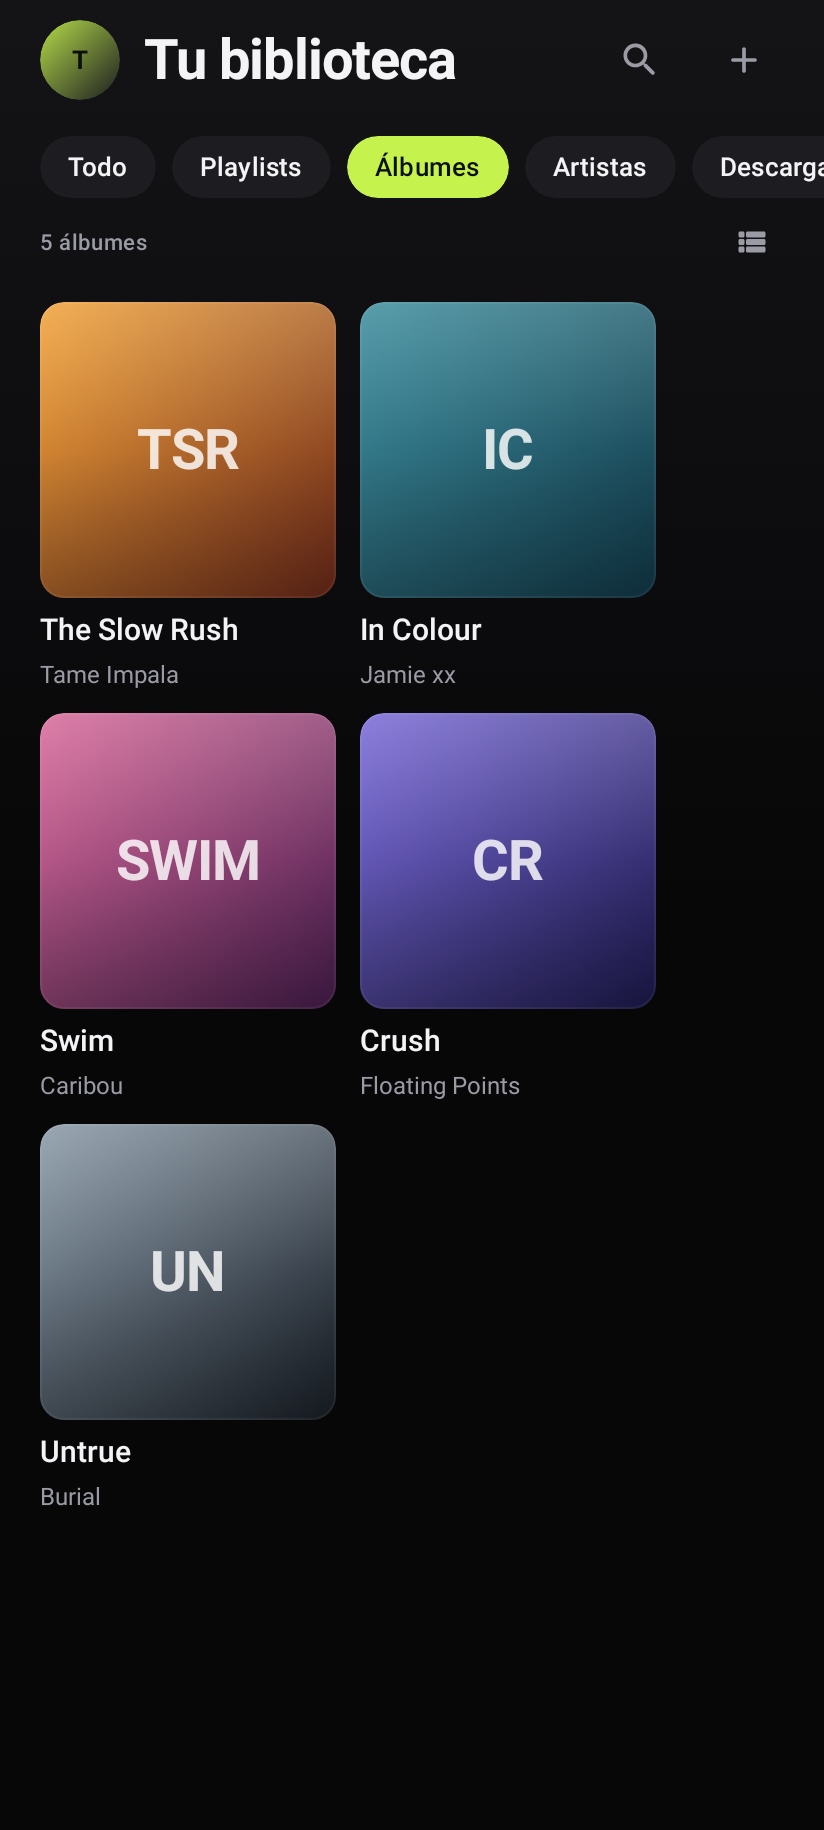 T
Tu biblioteca
Todo
Playlists
Álbumes
Artistas
Descarga
5 álbumes
TSR
IC
The Slow Rush
In Colour
Tame Impala
Jamie xx
SWIM
CR
Swim
Crush
Caribou
Floating Points
UN
Untrue
Burial